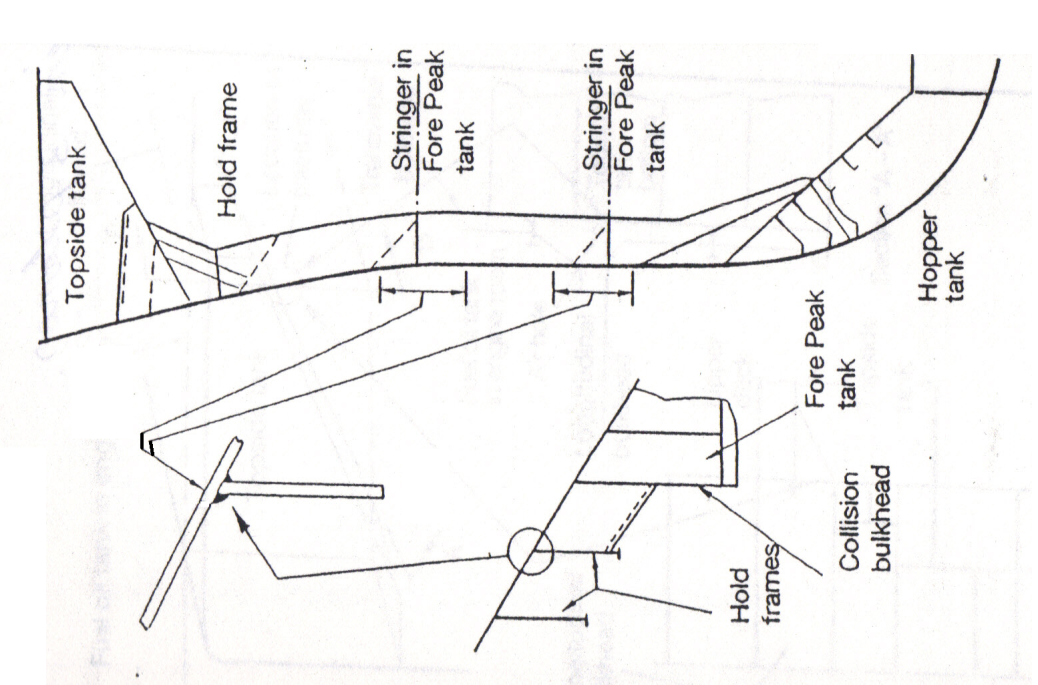 Topside tank
Hold frame
Stringer in
Fore Peak
tank
Stringer in
Fore Peak
tank
Hopper
tank
Fore Peak
tank
Collision
bulkhead
Hold
frames